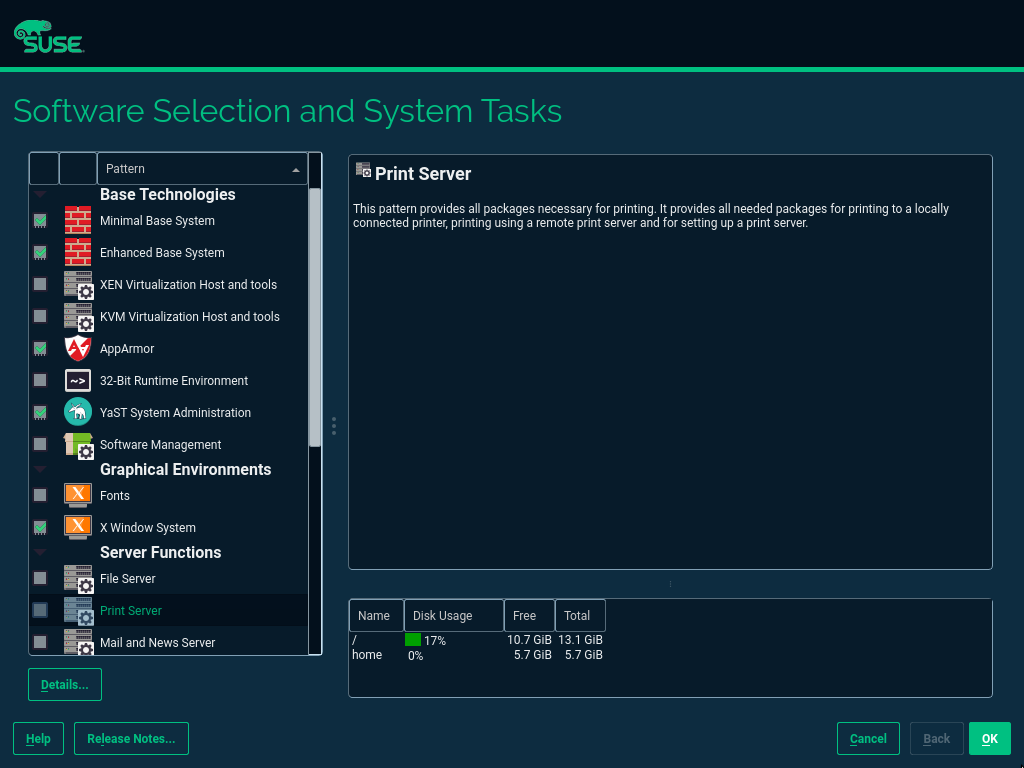 SUSE
Software Selection and System Tasks
Pattern
Base Technologies
Minimal Base System
Enhanced Base System
XEN Virtualization Host and tools
KVM Virtualization Host and tools
AppArmor
~> 32-Bit Runtime Environment
YaST System Administration
Software Management
Graphical Environments
X Fonts
X X Window System
Server Functions
File Server
Print Server
Mail and News Server
Details...
Print Server
This pattern provides all packages necessary for printing. It provides all needed packages for printing to a locally
connected printer, printing using a remote print server and for setting up a print server.
Name Disk Usage Free Total
/ 17% 10.7 GiB 13.1 GiB
home 0% 5.7 GiB 5.7 GiB
Help Release Notes... Cancel Back OK